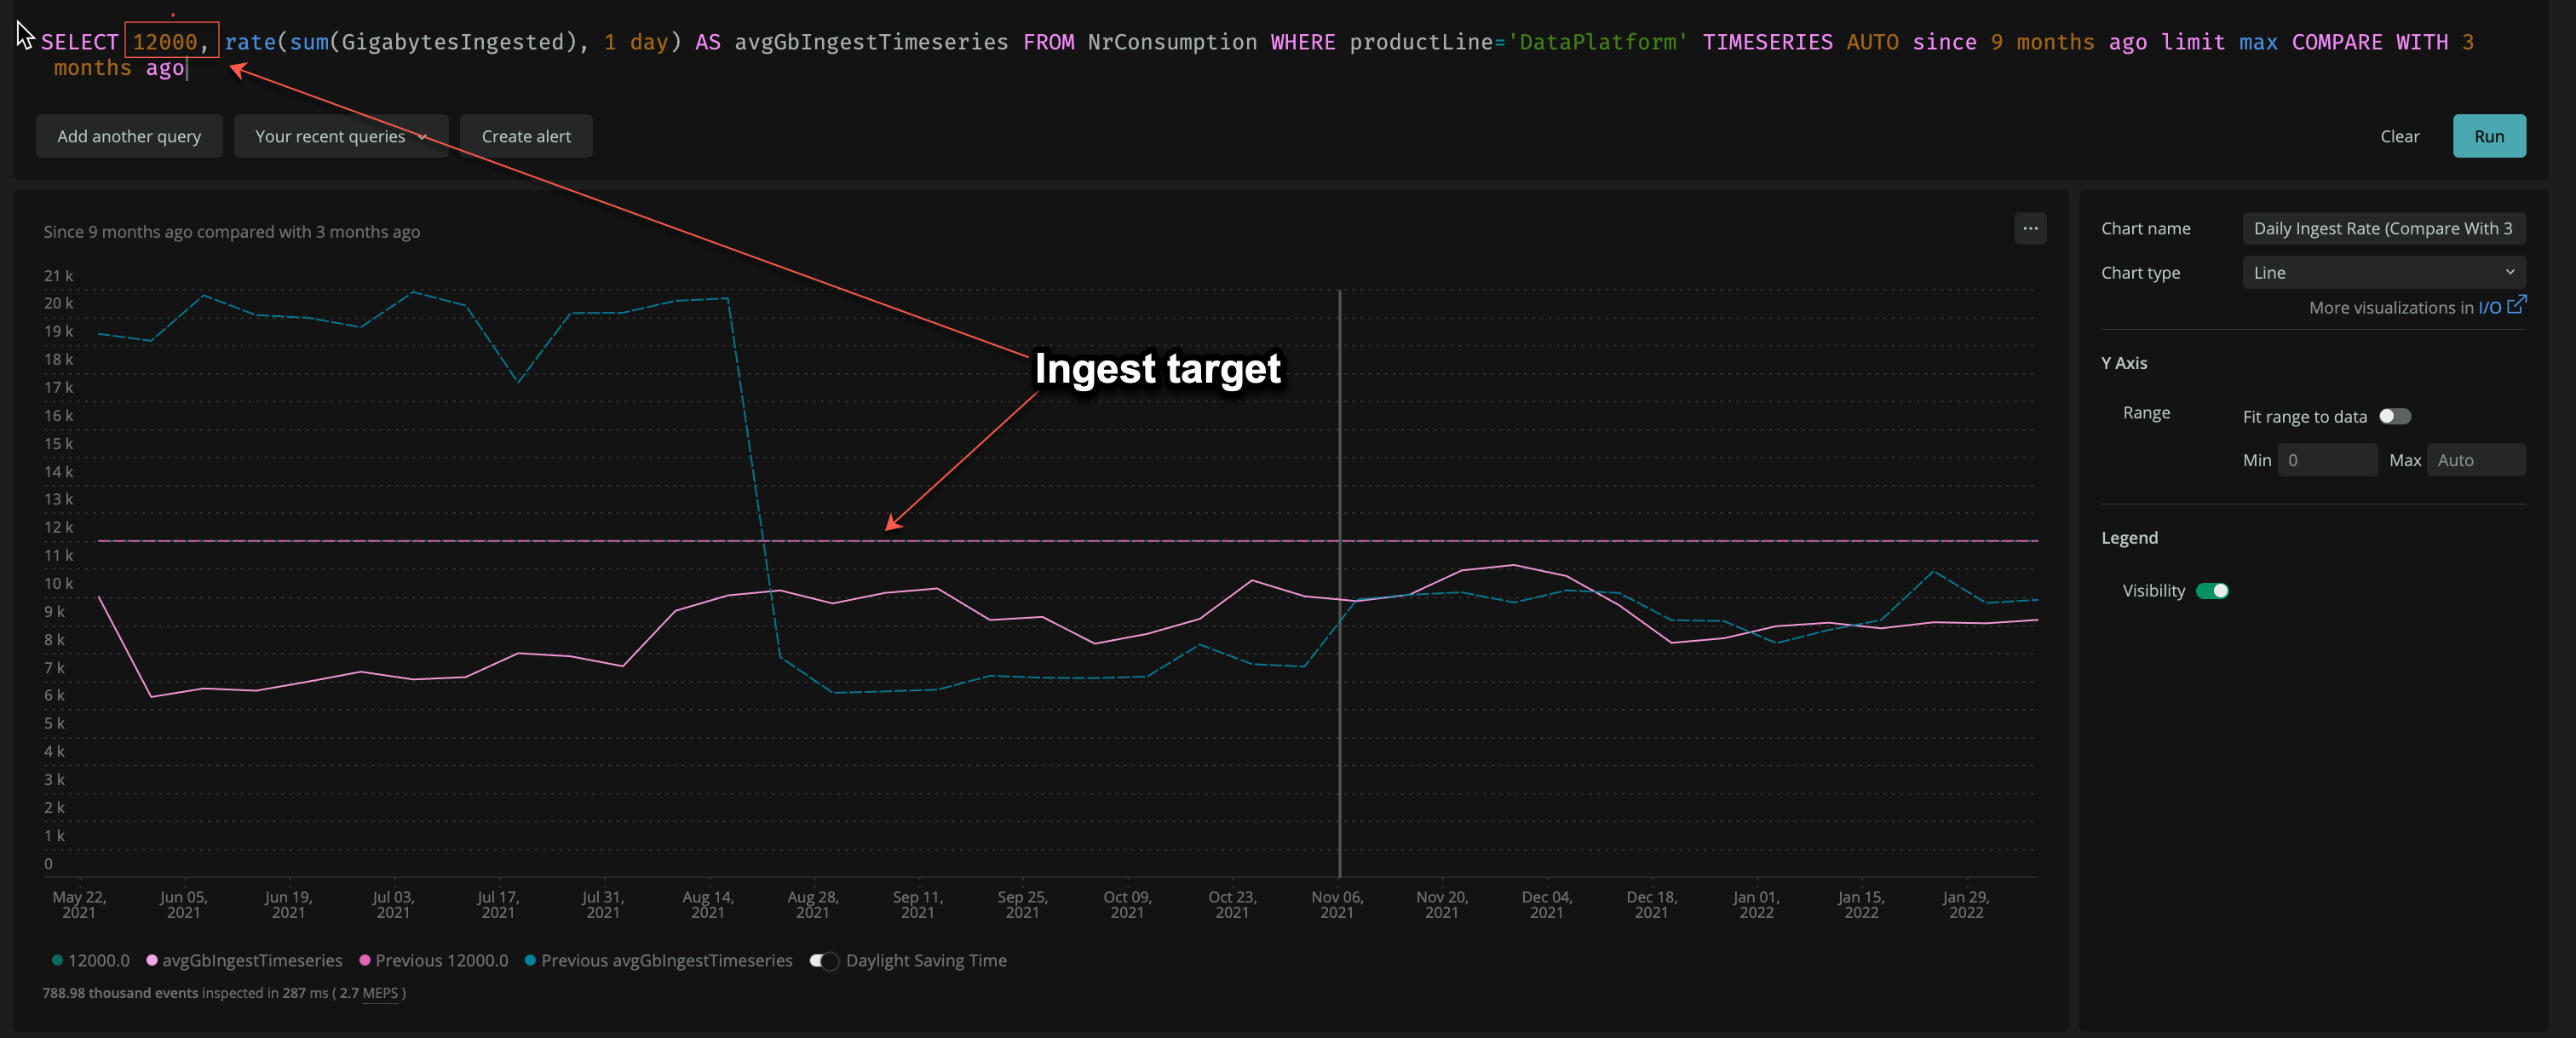 SELECT 12000, rate(sum(GigabytesIngested), 1 day) AS avgGbIngestTimeseries FROM NrConsumption WHERE productLine='DataPlatform' TIMESERIES AUTO since 9 months ago limit max COMPARE WITH 3
months ago
Add another query
Your recent queries
Create alert
Clear
Run
Since 9 months ago compared with 3 months ago
...
21 k
20 k
19 k
18 k
17 k
16 k
15 k
14 k
13 k
12 k
11 k
10 k
9 k
8 k
7 k
6 k
5 k
4 k
3 k
2 k
1 k
0
Ingest target
May 22,
2021
Jun 05,
2021
Jun 19,
2021
Jul 03,
2021
Jul 17,
2021
Jul 31,
2021
Aug 14,
2021
Aug 28,
2021
Sep 11,
2021
Sep 25,
2021
Oct 09,
2021
Oct 23,
2021
Nov 06,
2021
Nov 20,
2021
Dec 04,
2021
Dec 18,
2021
Jan 01,
2022
Jan 15,
2022
Jan 29,
2022
12000.0 avgGbIngestTimeseries Previous 12000.0 Previous avgGbIngestTimeseries Daylight Saving Time
788.98 thousand events inspected in 287 ms ( 2.7 MEPS )
Chart name Daily Ingest Rate (Compare With 3
Chart type Line
More visualizations in I/O
Y Axis
Range Fit range to data
Min 0 Max Auto
Legend
Visibility